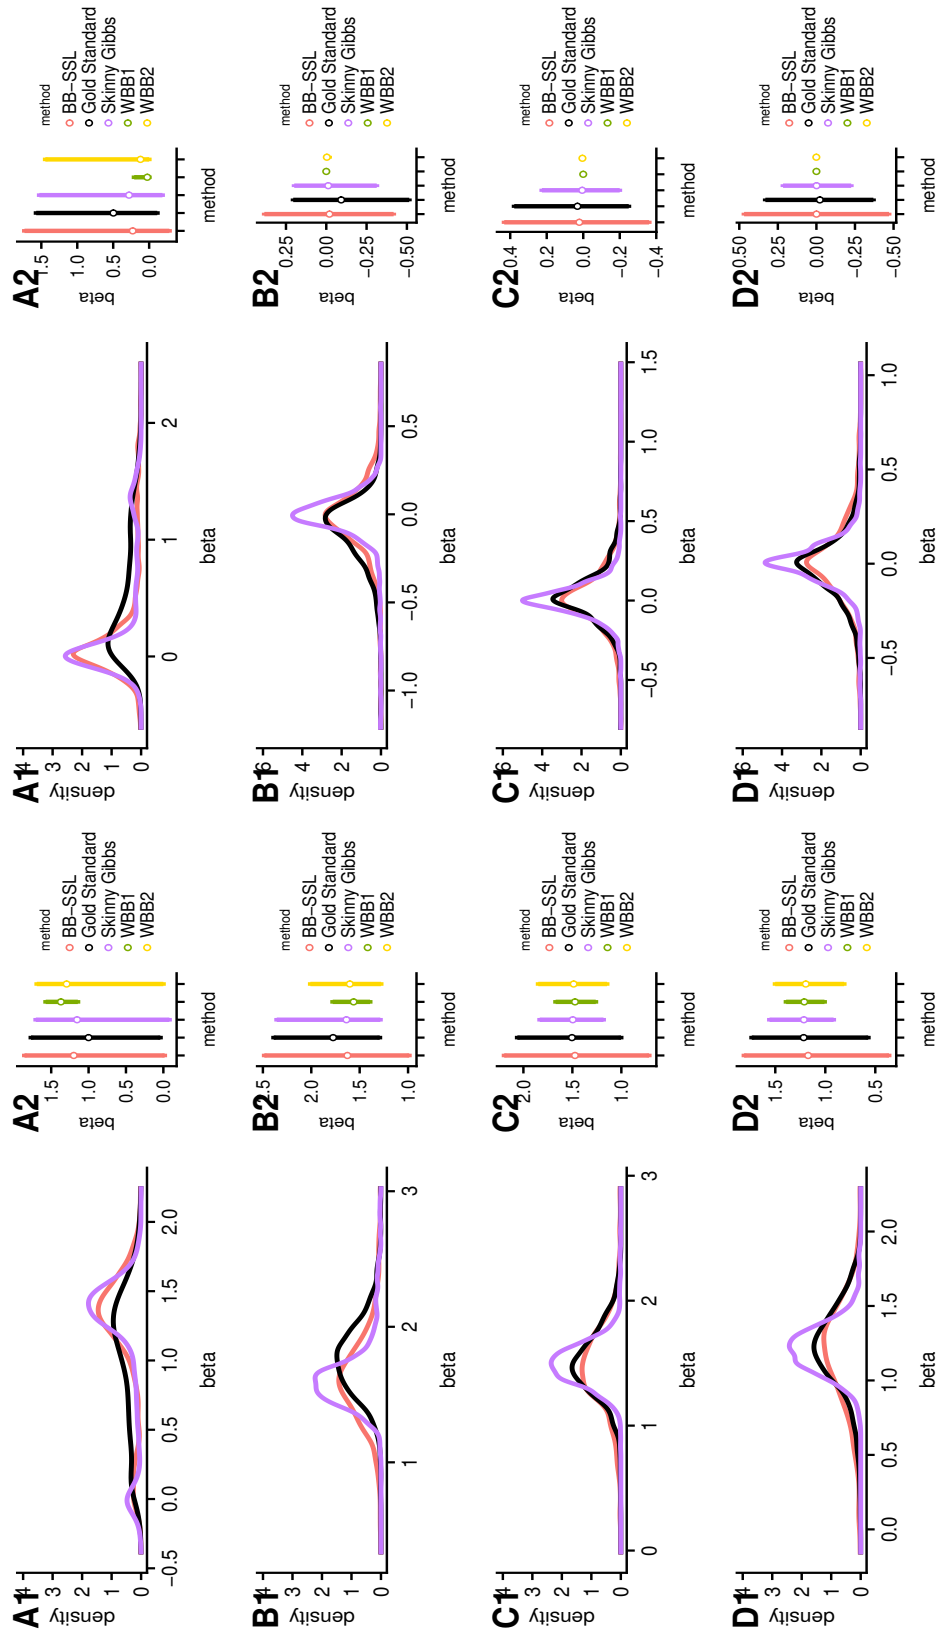 A1
density
4
3
2
1
0
−0.5 0.0 0.5 1.0 1.5 2.0
beta
A2
beta
1.5
1.0
0.5
0.0
method
method
BB−SSL
Gold Standard
Skinny Gibbs
WBB1
WBB2
A1
density
4
3
2
1
0
0 1 2
beta
A2
beta
1.5
1.0
0.5
0.0
method
method
BB−SSL
Gold Standard
Skinny Gibbs
WBB1
WBB2
B1
density
4
3
2
1
0
1 2 3
beta
B2
beta
2.5
2.0
1.5
1.0
method
method
BB−SSL
Gold Standard
Skinny Gibbs
WBB1
WBB2
B1
density
6
4
2
0
−1.0 −0.5 0.0 0.5
beta
B2
beta
0.25
0.00
−0.25
−0.50
method
method
BB−SSL
Gold Standard
Skinny Gibbs
WBB1
WBB2
C1
density
4
3
2
1
0
0 1 2 3
beta
C2
beta
2.0
1.5
1.0
method
method
BB−SSL
Gold Standard
Skinny Gibbs
WBB1
WBB2
C1
density
6
4
2
0
−0.5 0.0 0.5 1.0 1.5
beta
C2
beta
0.4
0.2
0.0
−0.2
−0.4
method
method
BB−SSL
Gold Standard
Skinny Gibbs
WBB1
WBB2
D1
density
4
3
2
1
0
0.0 0.5 1.0 1.5 2.0
beta
D2
beta
1.5
1.0
0.5
method
method
BB−SSL
Gold Standard
Skinny Gibbs
WBB1
WBB2
D1
density
6
4
2
0
−0.5 0.0 0.5 1.0
beta
D2
beta
0.50
0.25
0.00
−0.25
−0.50
method
method
BB−SSL
Gold Standard
Skinny Gibbs
WBB1
WBB2